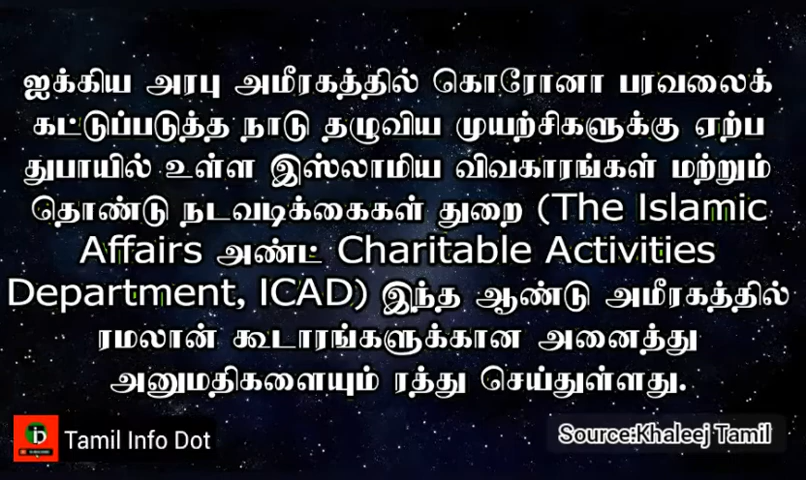 ஐக்கிய அரபு அமீரகத்தில் கொரோனா பரவலைக்
கட்டுப்படுத்த நாடு தழுவிய முயற்சிகளுக்கு ஏற்ப
துபாயில் உள்ள இஸ்லாமிய விவகாரங்கள் மற்றும்
தொண்டு நடவடிக்கைகள் துறை (The Islamic
Affairs அண்ட் Charitable Activities
Department, ICAD) இந்த ஆண்டு அமீரகத்தில்
ரமலான் கூடாரங்களுக்கான அனைத்து
அனுமதிகளையும் ரத்து செய்துள்ளது.
Tamil Info Dot
Source:Khaleej Tamil